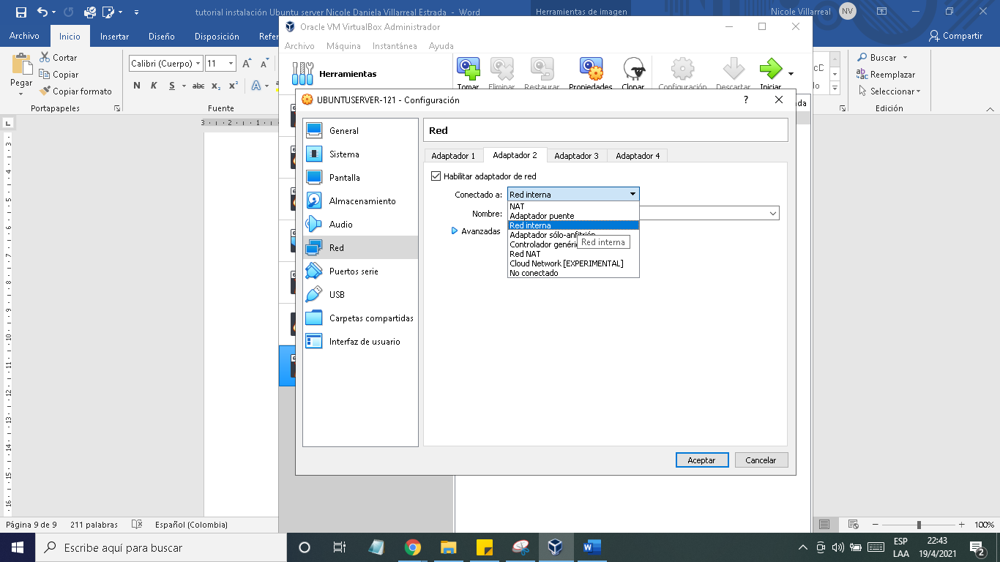 tutorial instalación Ubuntu server Nicole Daniela Villarreal Estrada - Word
Herramientas de imagen
Nicole Villarreal
NV
Archivo
Inicio
Insertar
Diseño
Disposición
Refer
Compartir
Pegar
Cortar
Copiar
Copiar formato
Portapapeles
Calibri (Cuerpo)
11
N K S abc x₂ x²
Fuente
Buscar
Reemplazar
Seleccionar
Edición
Oracle VM VirtualBox Administrador
Archivo Máquina Instantánea Ayuda
Herramientas
Tomar Eliminar Restaurar Propiedades Clonar Configuración Descartar Iniciar
UBUNTUSERVER-121 - Configuración
General
Sistema
Pantalla
Almacenamiento
Audio
Red
Puertos serie
USB
Carpetas compartidas
Interfaz de usuario
Red
Adaptador 1 Adaptador 2 Adaptador 3 Adaptador 4
Habilitar adaptador de red
Conectado a: Red interna
Nombre:
Avanzadas
NAT
Adaptador puente
Red interna
Adaptador sólo-anfitrión
Controlador genéri
Red interna
Red NAT
Cloud Network [EXPERIMENTAL]
No conectado
Aceptar Cancelar
Página 9 de 9 211 palabras Español (Colombia)
100%
Escribe aquí para buscar
ESP
LAA
22:43
19/4/2021
2